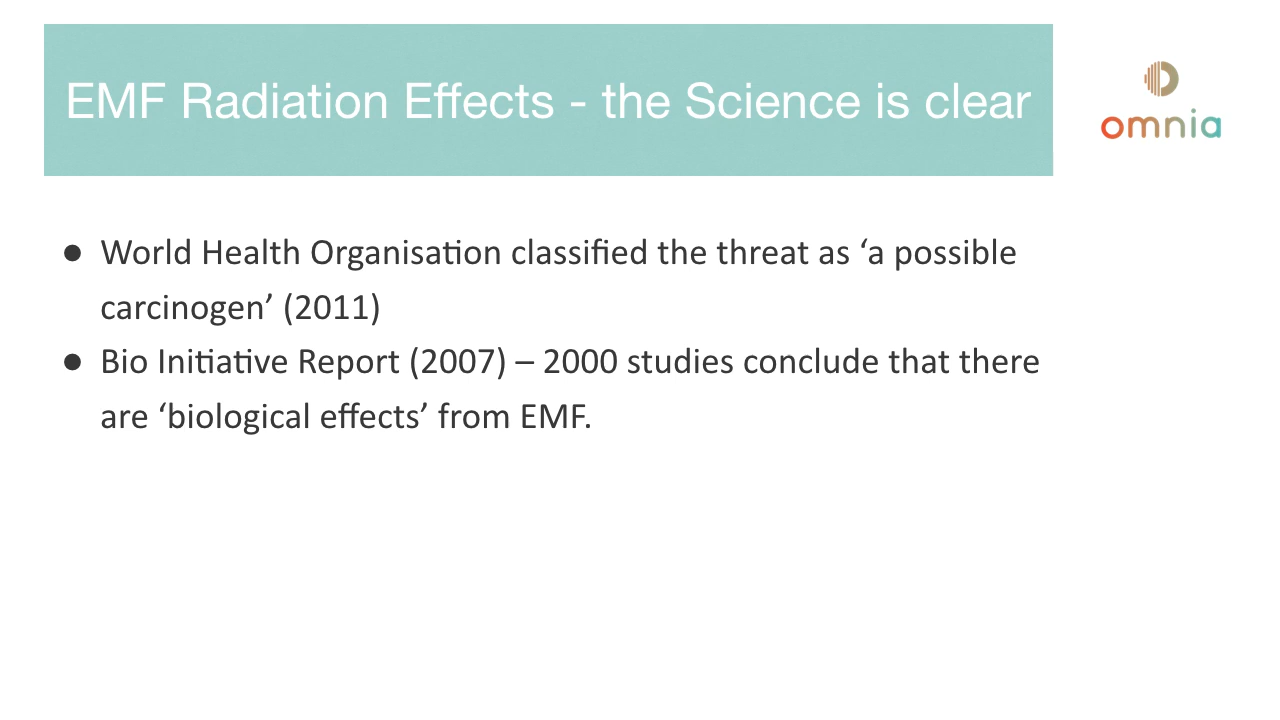 EMF Radiation Effects - the Science is clear
omnia
● World Health Organisation classified the threat as ‘a possible
carcinogen’ (2011)
● Bio Initiative Report (2007) – 2000 studies conclude that there
are ‘biological effects’ from EMF.